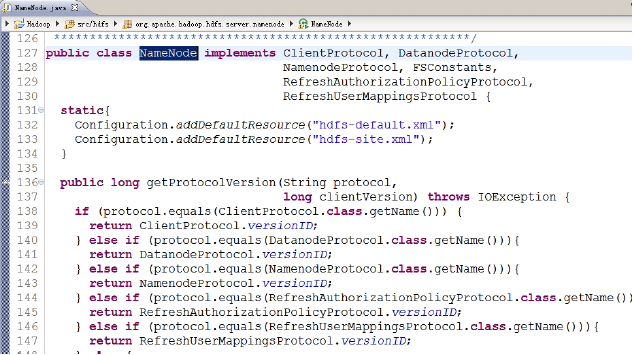 NameNode.java
Hadoop src/hdfs org.apache.hadoop.hdfs.server.namenode NameNode
126 **********************************************************/
127 public class NameNode implements ClientProtocol, DatanodeProtocol,
128 NamenodeProtocol, FSConstants,
129 RefreshAuthorizationPolicyProtocol,
130 RefreshUserMappingsProtocol {
131 static{
132 Configuration.addDefaultResource("hdfs-default.xml");
133 Configuration.addDefaultResource("hdfs-site.xml");
134 }
135
136 public long getProtocolVersion(String protocol,
137 long clientVersion) throws IOException {
138 if (protocol.equals(ClientProtocol.class.getName())) {
139 return ClientProtocol.versionID;
140 } else if (protocol.equals(DatanodeProtocol.class.getName())){
141 return DatanodeProtocol.versionID;
142 } else if (protocol.equals(NamenodeProtocol.class.getName())){
143 return NamenodeProtocol.versionID;
144 } else if (protocol.equals(RefreshAuthorizationPolicyProtocol.class.getName())
145 return RefreshAuthorizationPolicyProtocol.versionID;
146 } else if (protocol.equals(RefreshUserMappingsProtocol.class.getName())){
147 return RefreshUserMappingsProtocol.versionID;